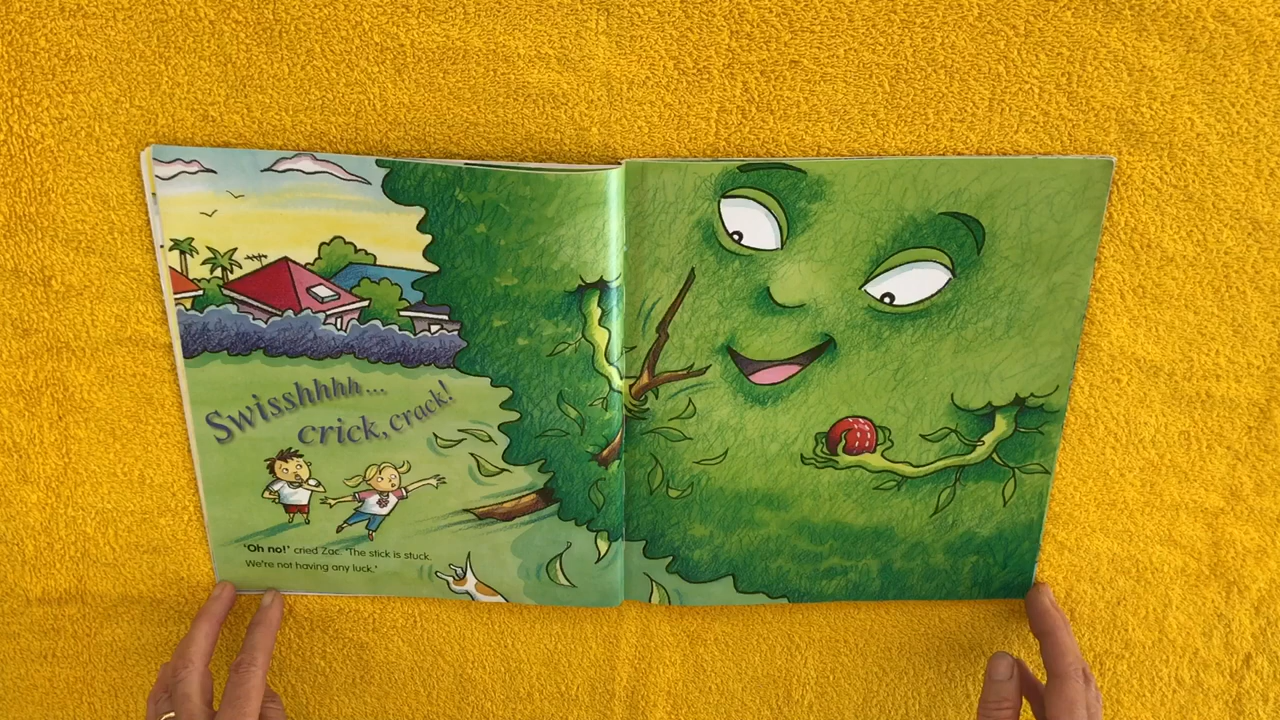 Swisshhhh...
crick, crack!
'Oh no!' cried Zac. 'The stick is stuck.
We're not having any luck.'